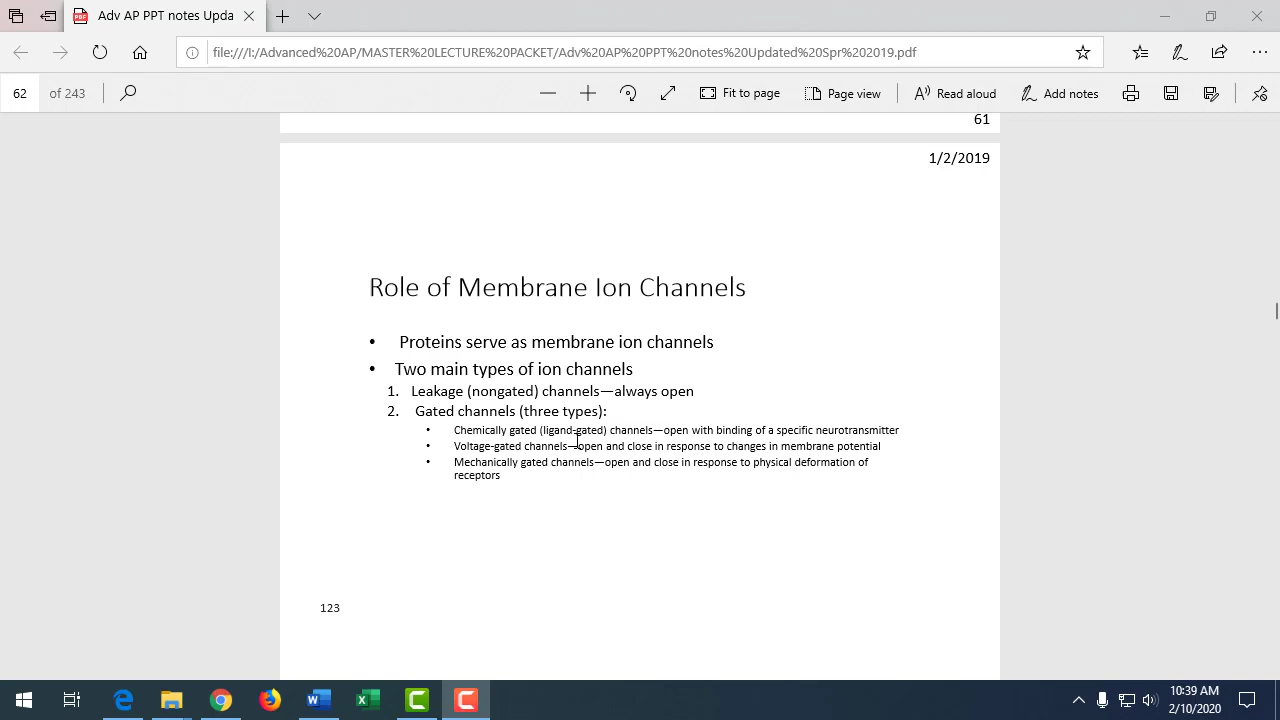 Adv AP PPT notes Upda
file:///I:/Advanced%20AP/MASTER%20LECTURE%20PACKET/Adv%20AP%20PPT%20notes%20Updated%20Spr%202019.pdf
62 of 243 Fit to page Page view Read aloud Add notes
61
1/2/2019
Role of Membrane Ion Channels
• Proteins serve as membrane ion channels
• Two main types of ion channels
1. Leakage (nongated) channels—always open
2. Gated channels (three types):
• Chemically gated (ligand-gated) channels—open with binding of a specific neurotransmitter
• Voltage-gated channels—open and close in response to changes in membrane potential
• Mechanically gated channels—open and close in response to physical deformation of
receptors
123
10:39 AM
2/10/2020